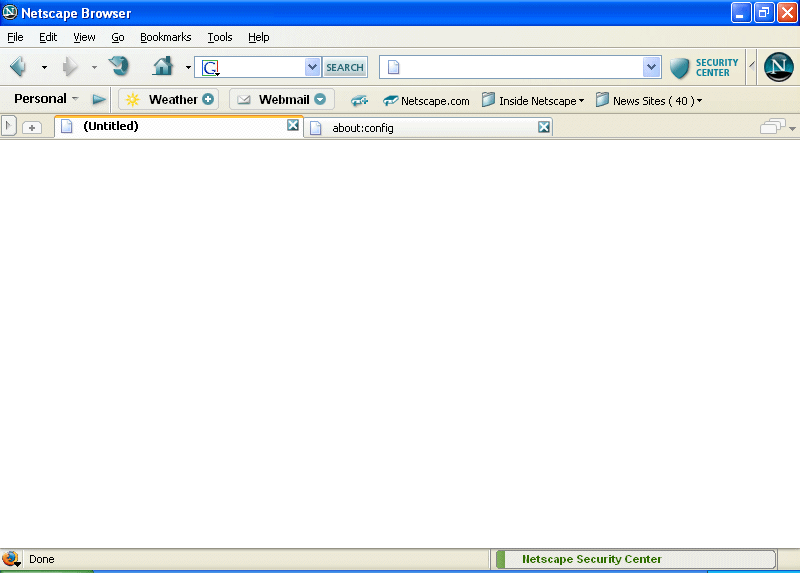 Netscape Browser
File Edit View Go Bookmarks Tools Help
G SEARCH SECURITY
CENTER N
Personal Weather Webmail Netscape.com Inside Netscape News Sites ( 40 )
(Untitled) about:config
Done Netscape Security Center